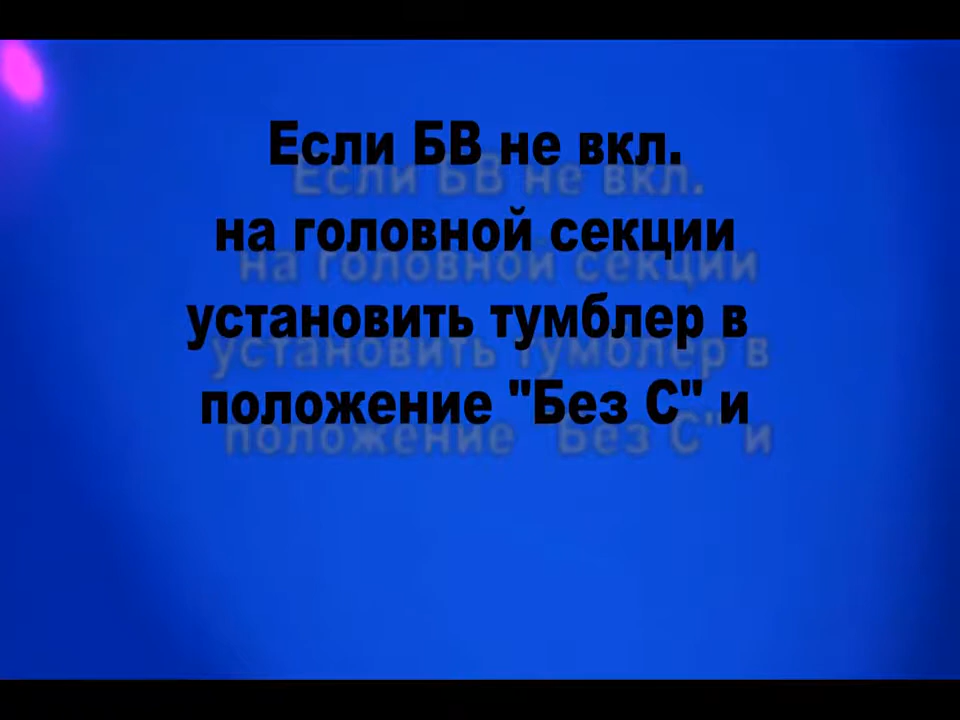 Если БВ не вкл.
на головной секции
установить тумблер в
положение "Без С" и